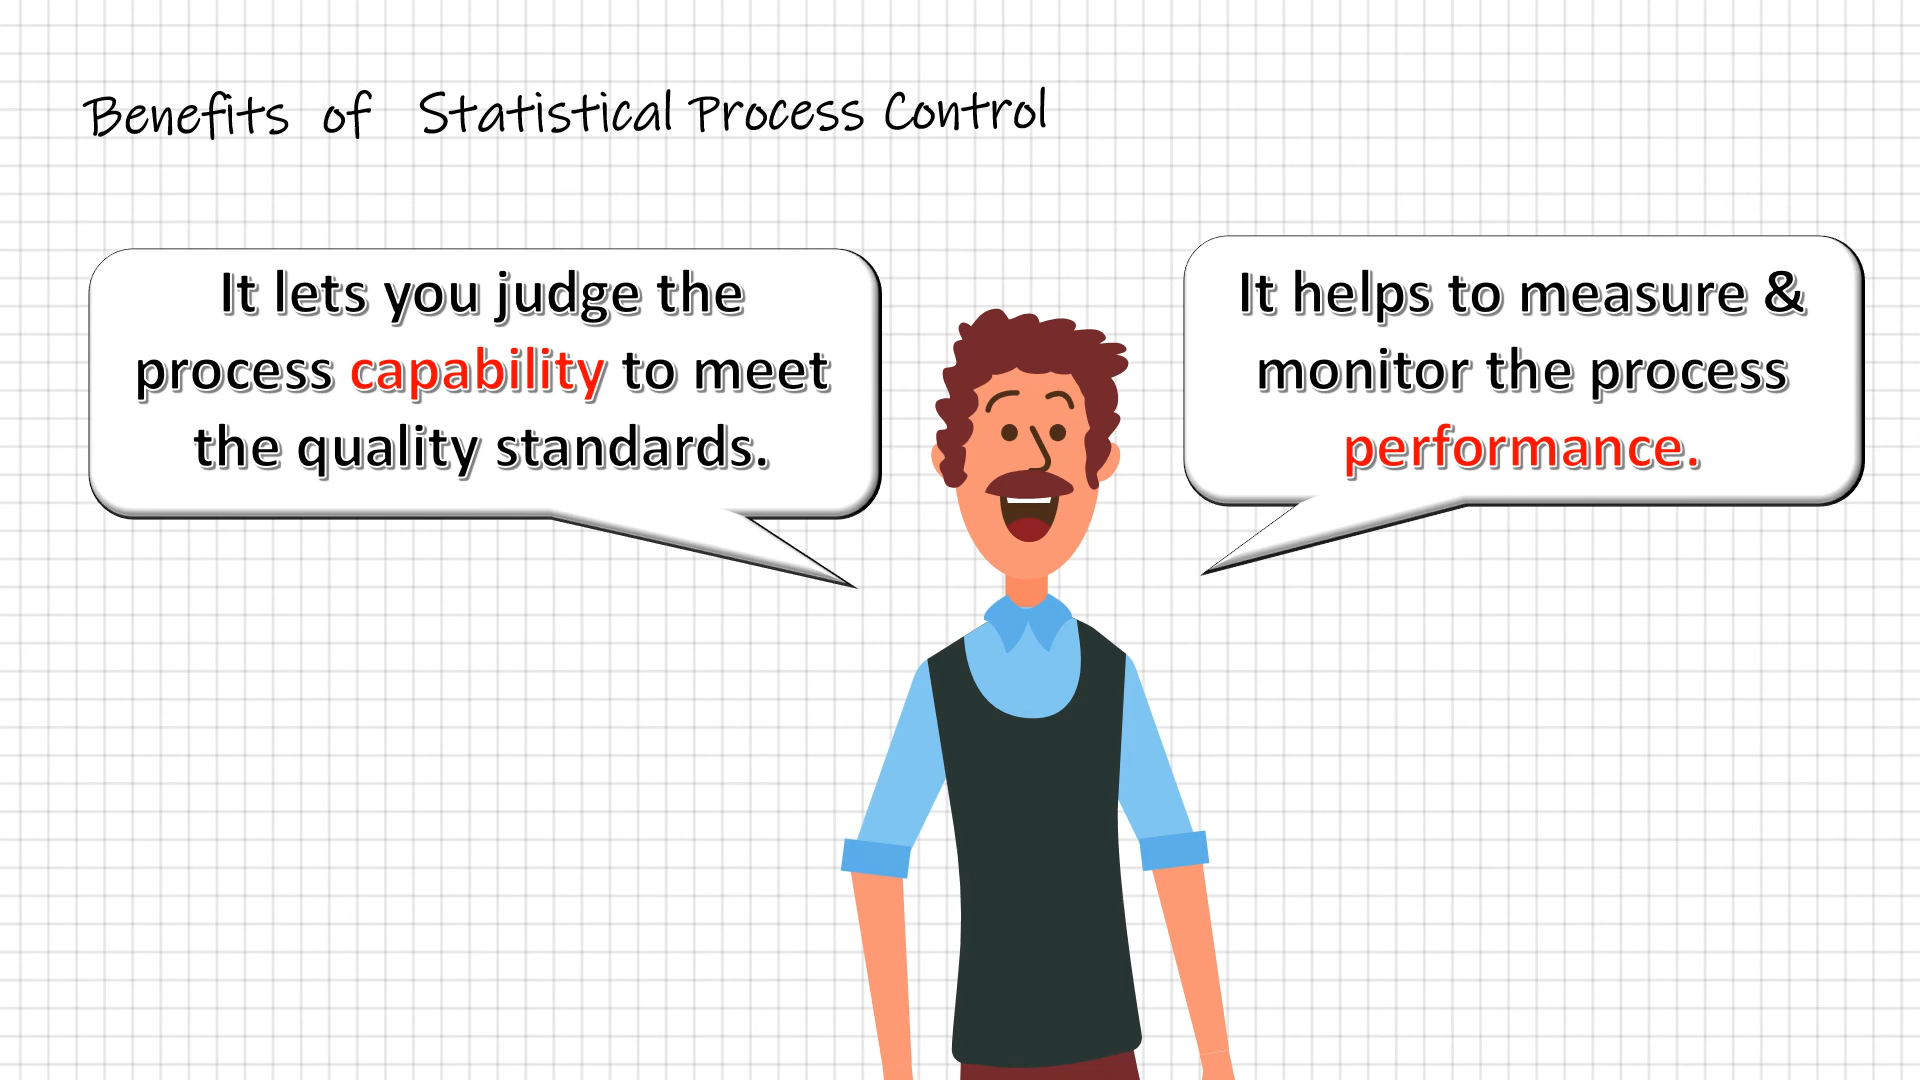 Benefits of Statistical Process Control
It lets you judge the
process capability to meet
the quality standards.
It helps to measure &
monitor the process
performance.